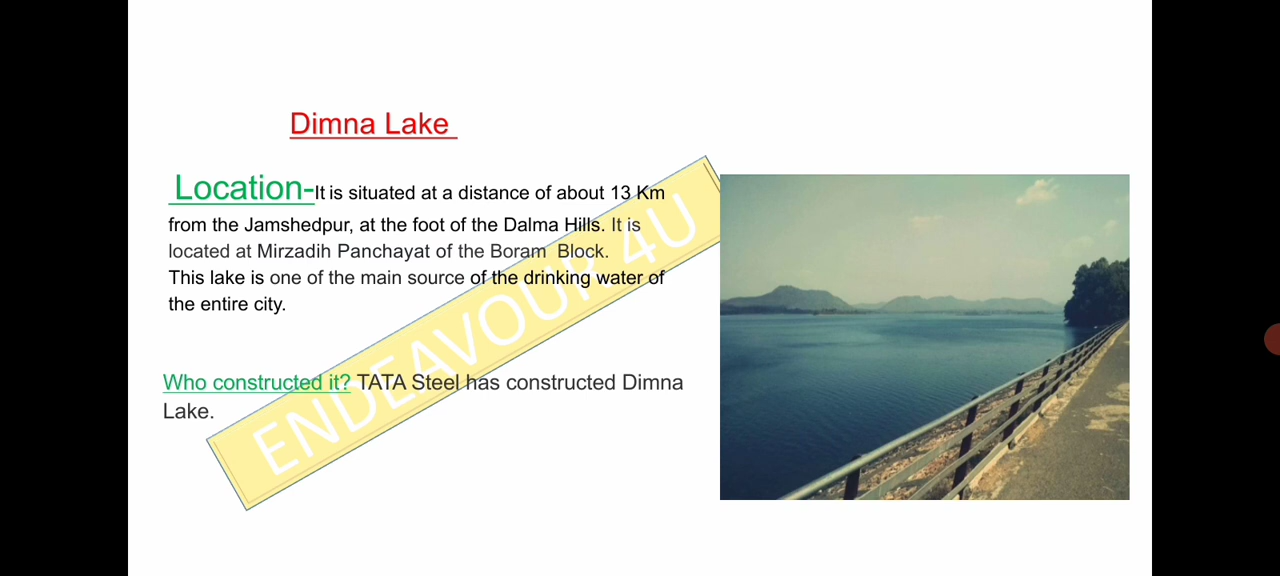 Dimna Lake
Location-It is situated at a distance of about 13 Km
from the Jamshedpur, at the foot of the Dalma Hills. It is
located at Mirzadih Panchayat of the Boram  Block.
This lake is one of the main source of the drinking water of
the entire city.
Who constructed it? TATA Steel has constructed Dimna
Lake.
ENDEAVOUR 4U